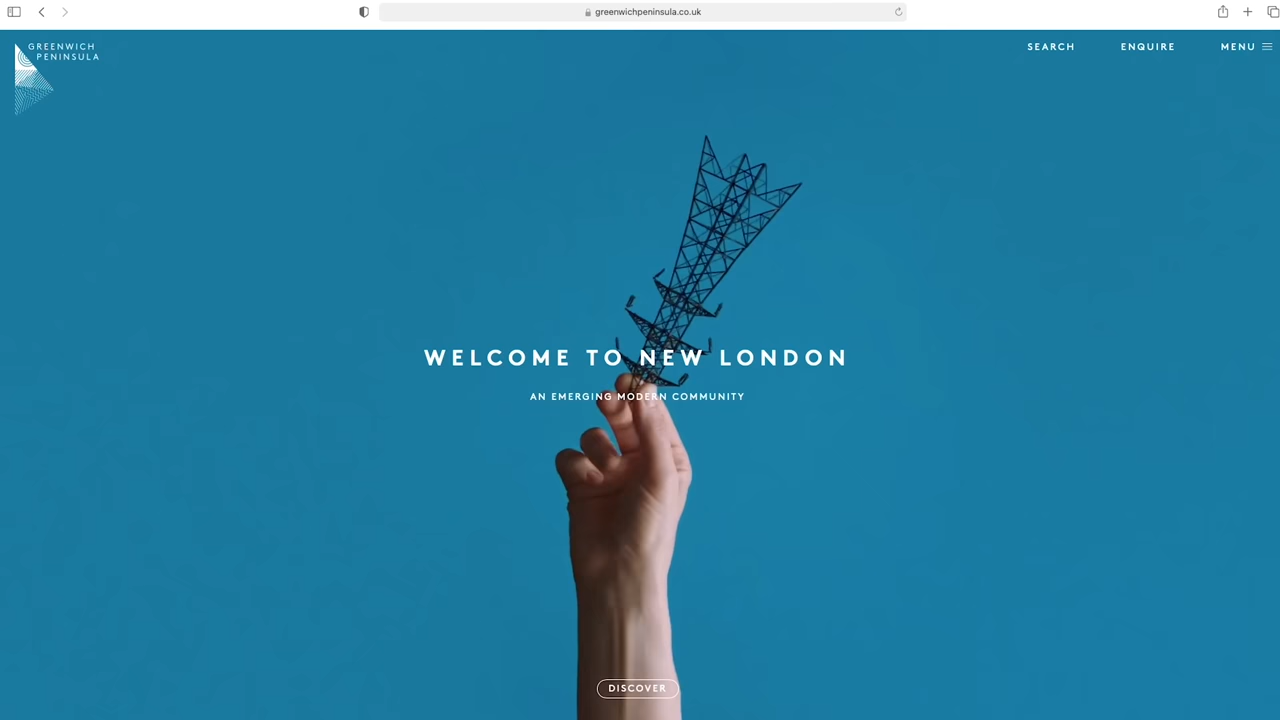 greenwichpeninsula.co.uk
GREENWICH
PENINSULA
SEARCH
ENQUIRE
MENU
WELCOME TO NEW LONDON
AN EMERGING MODERN COMMUNITY
DISCOVER